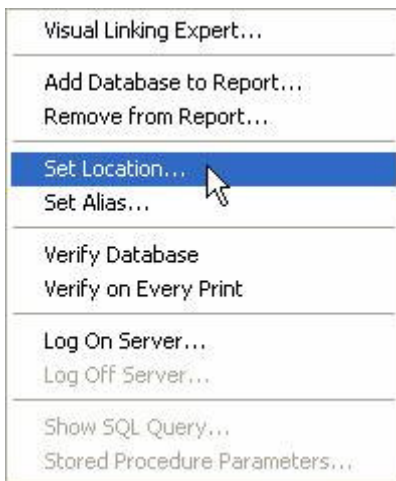 Visual Linking Expert...
Add Database to Report...
Remove from Report...
Set Location...
Set Alias...
Verify Database
Verify on Every Print
Log On Server...
Log Off Server...
Show SQL Query...
Stored Procedure Parameters...